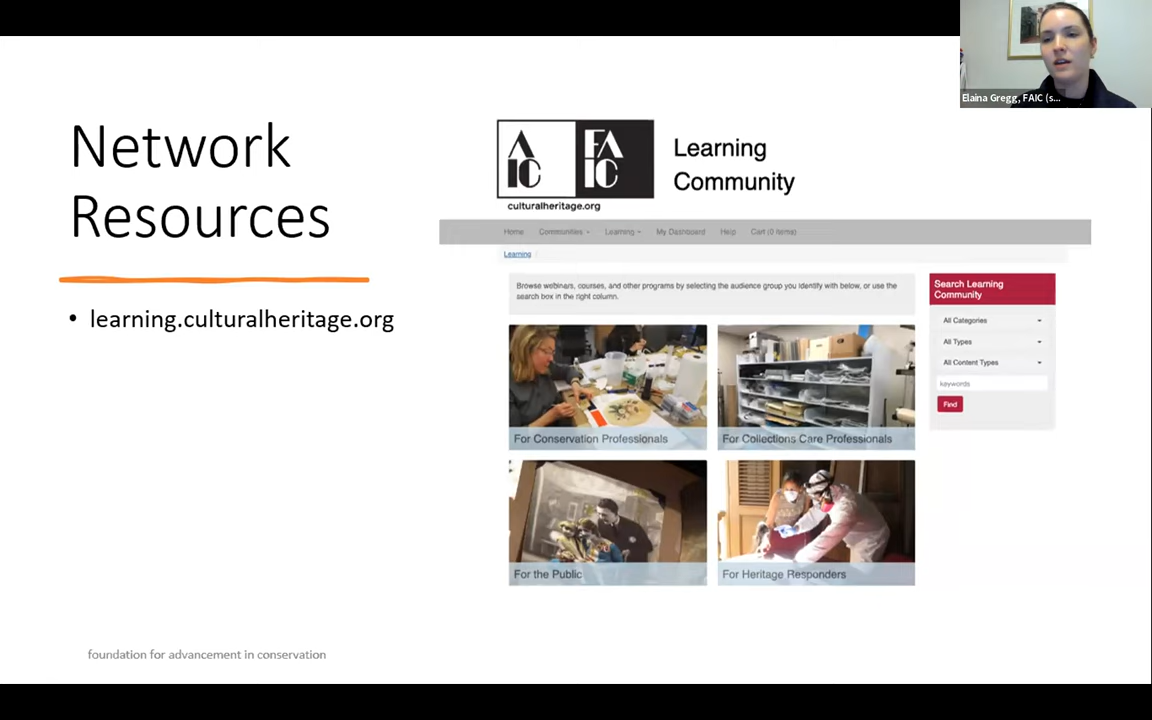 Elaina Gregg, FAIC (s...
Network
Resources
learning.culturalheritage.org
AIC
FAIC
culturalheritage.org
Learning
Community
Home
Communities
Learning
My Dashboard
Help
Cart (0 items)
Learning
Browse webinars, courses, and other programs by selecting the audience group you identify with below, or use the
search box in the right column.
Search Learning
Community
All Categories
All Types
All Content Types
keywords
Find
For Conservation Professionals
For Collections Care Professionals
For the Public
For Heritage Responders
foundation for advancement in conservation